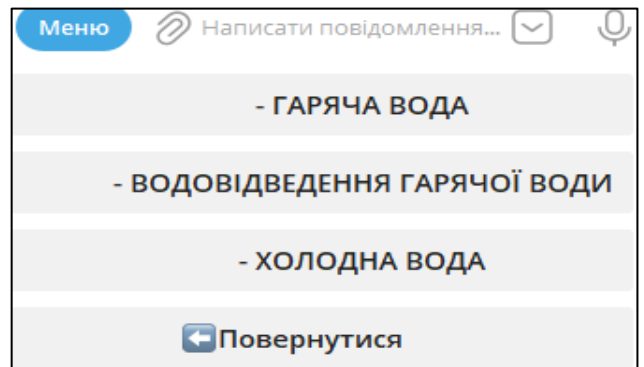 Меню Написати повідомлення...
- ГАРЯЧА ВОДА
- ВОДОВІДВЕДЕННЯ ГАРЯЧОЇ ВОДИ
- ХОЛОДНА ВОДА
⬅️Повернутися